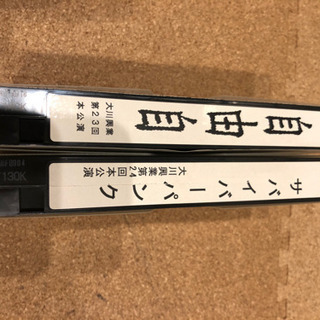 自由自
大川興業
第23回
本公演
サバイバーパンク
大川興業第24回本公演
130K